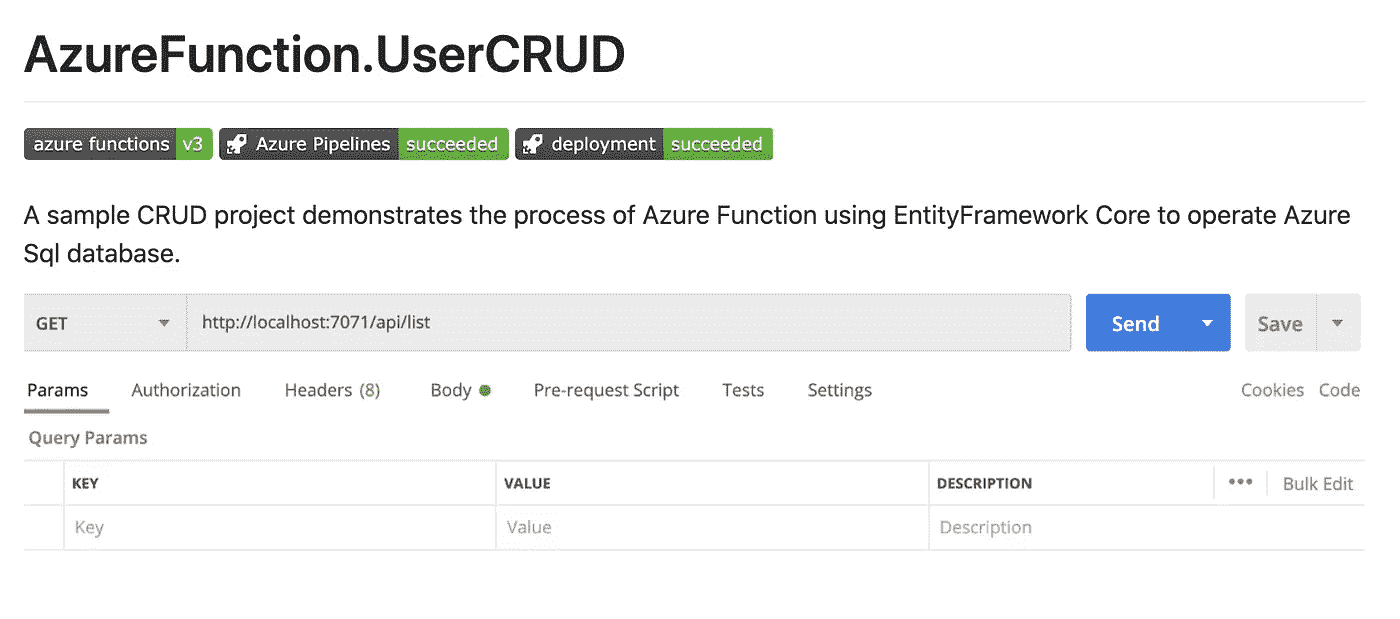 AzureFunction.UserCRUD
azure functions v3 Azure Pipelines succeeded deployment succeeded
A sample CRUD project demonstrates the process of Azure Function using EntityFramework Core to operate Azure
Sql database.
GET http://localhost:7071/api/list Send Save
Params Authorization Headers (8) Body Pre-request Script Tests Settings Cookies Code
Query Params
KEY VALUE DESCRIPTION ••• Bulk Edit
Key Value Description